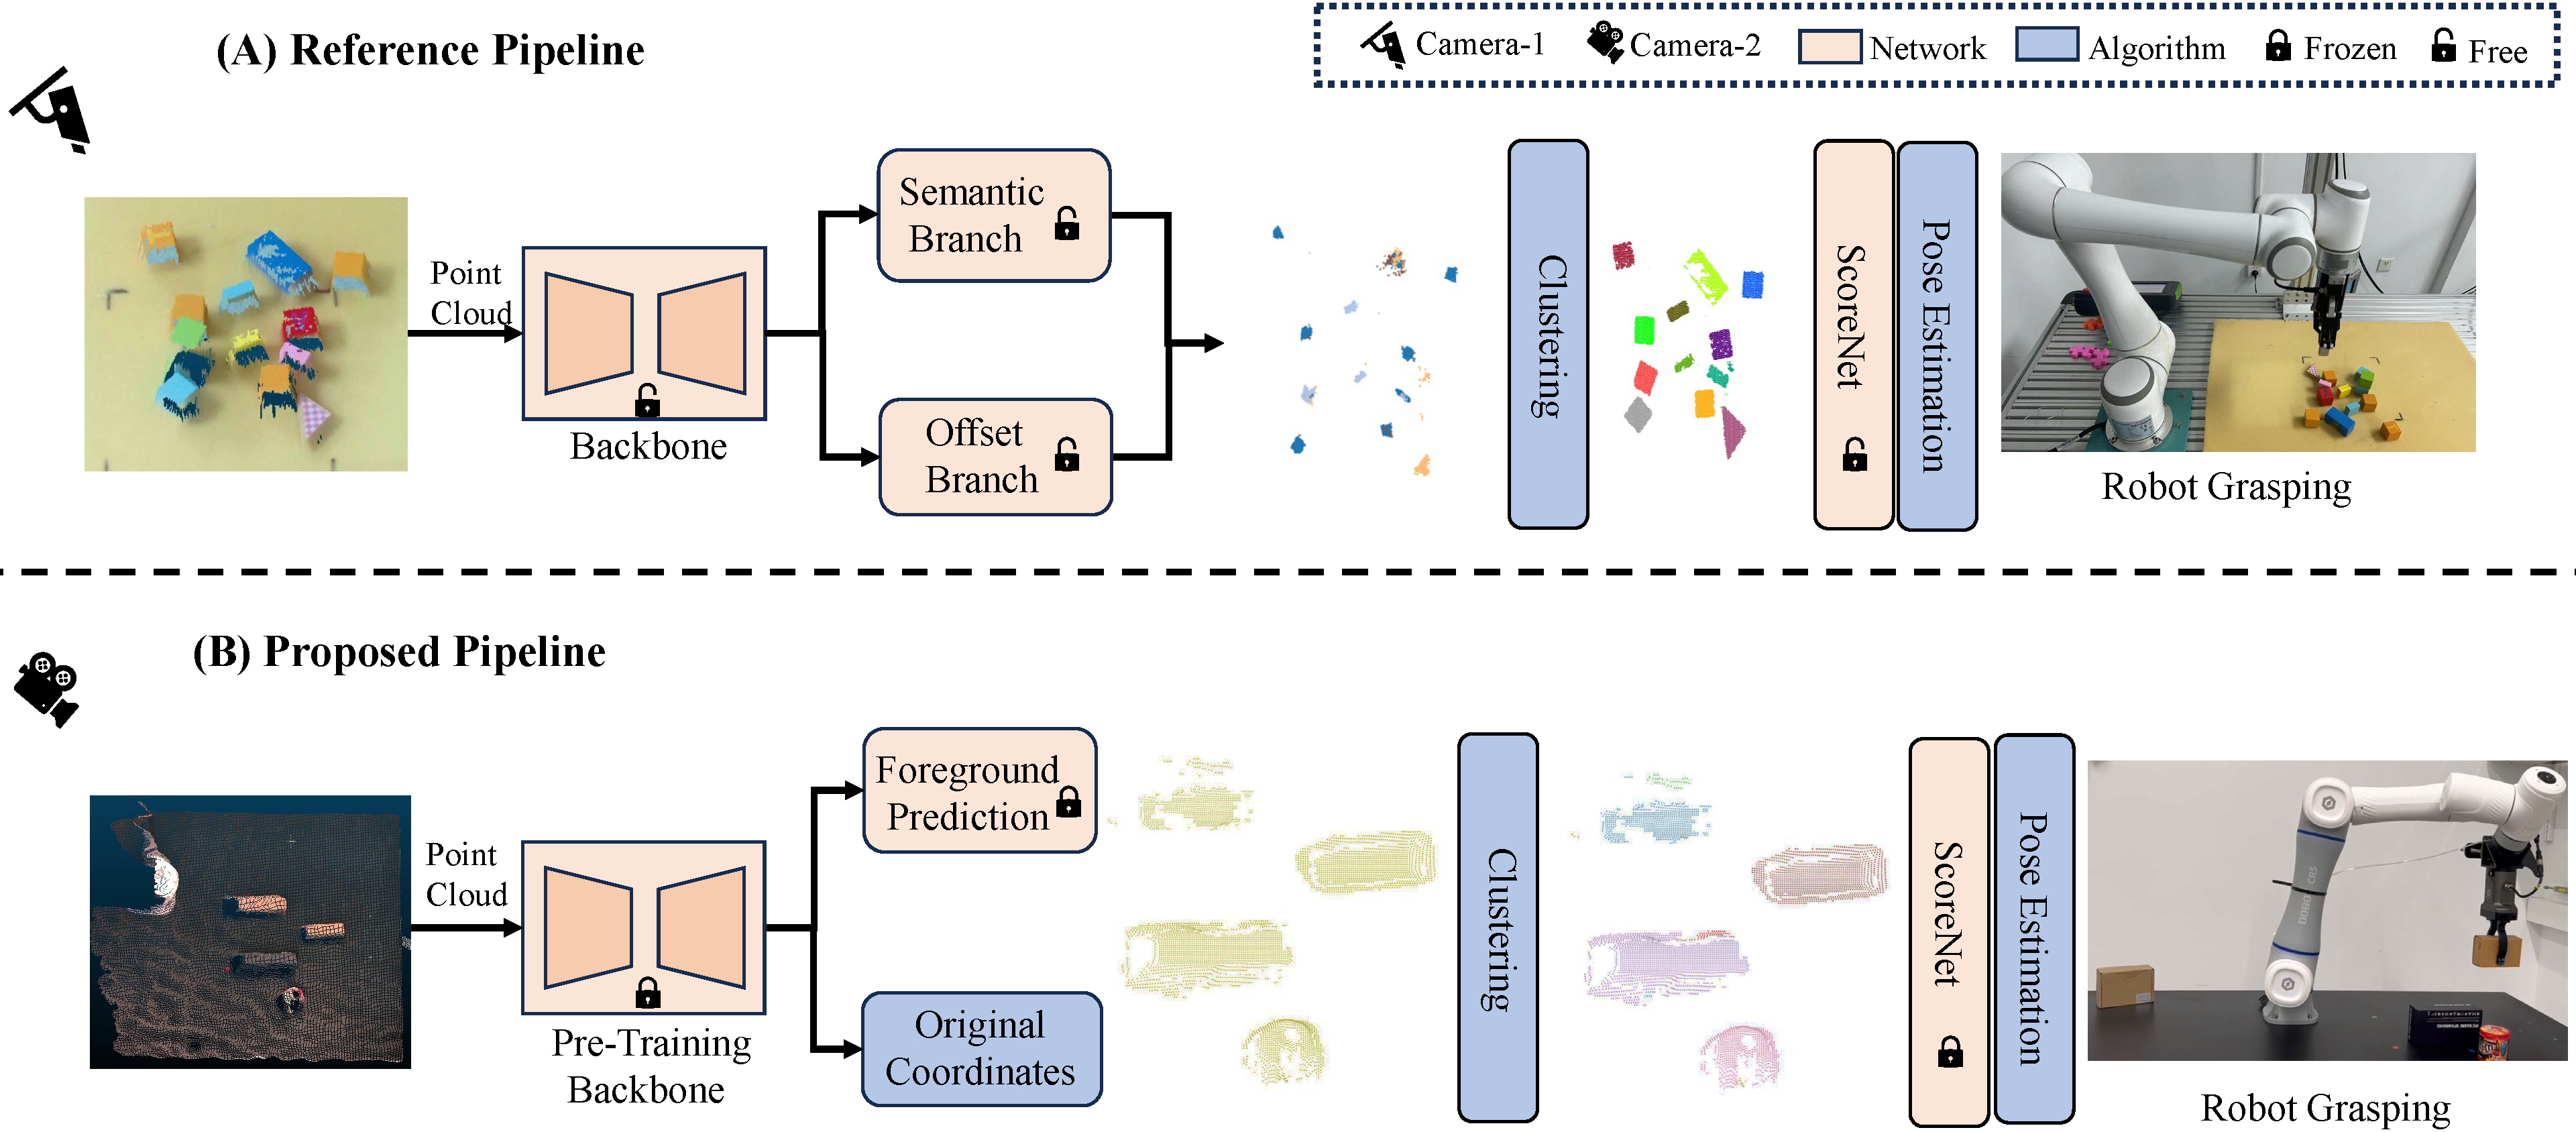 (A) Reference Pipeline
Camera-1
Camera-2
Network
Algorithm
Frozen
Free
Point
Cloud
Backbone
Semantic
Branch
Offset
Branch
Clustering
ScoreNet
Pose Estimation
Robot Grasping
(B) Proposed Pipeline
Point
Cloud
Pre-Training
Backbone
Foreground
Prediction
Original
Coordinates
Clustering
ScoreNet
Pose Estimation
DOBOT CR5
Robot Grasping